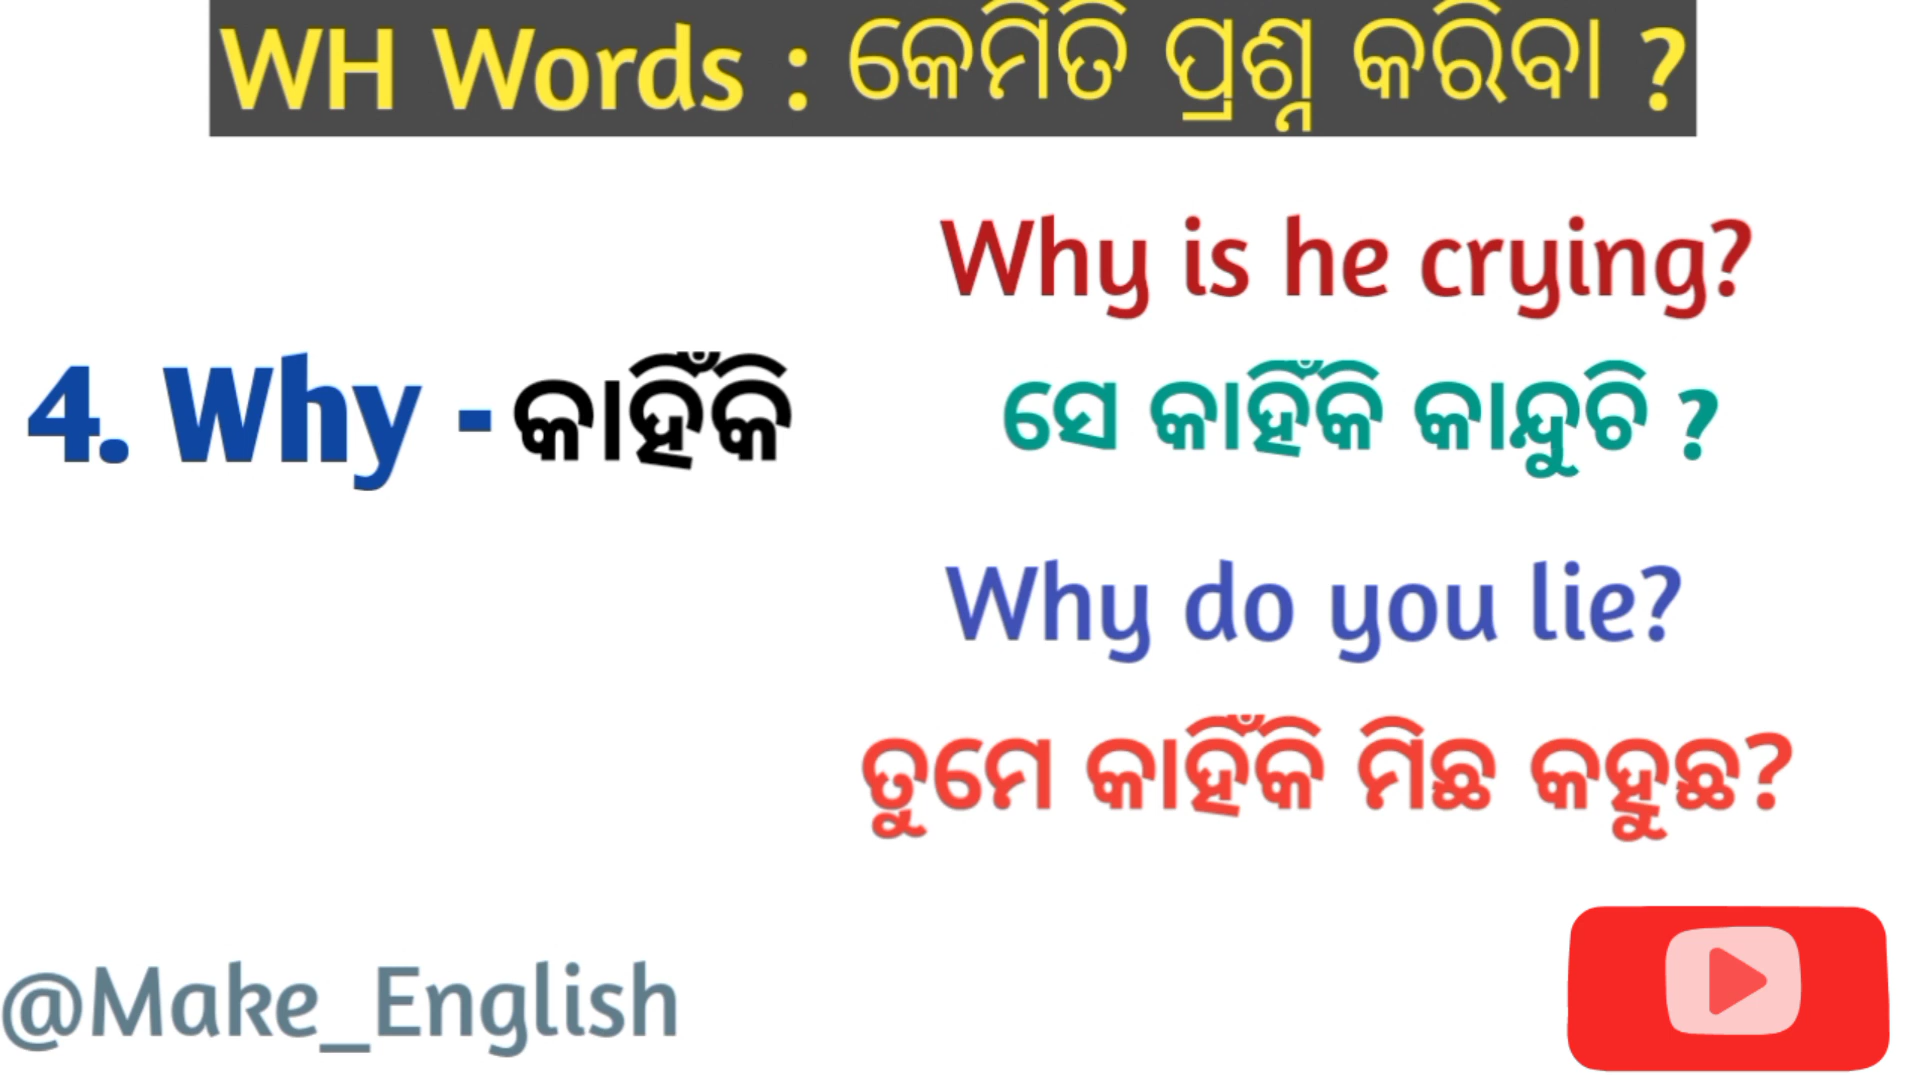 WH Words : କେମିତି ପ୍ରଶ୍ନ କରିବା ?
Why is he crying?
4. Why - କାହିଁକି
ସେ କାହିଁକି କାନ୍ଦୁଚି ?
Why do you lie?
ତୁମେ କାହିଁକି ମିଛ କହୁଛ?
@Make_English